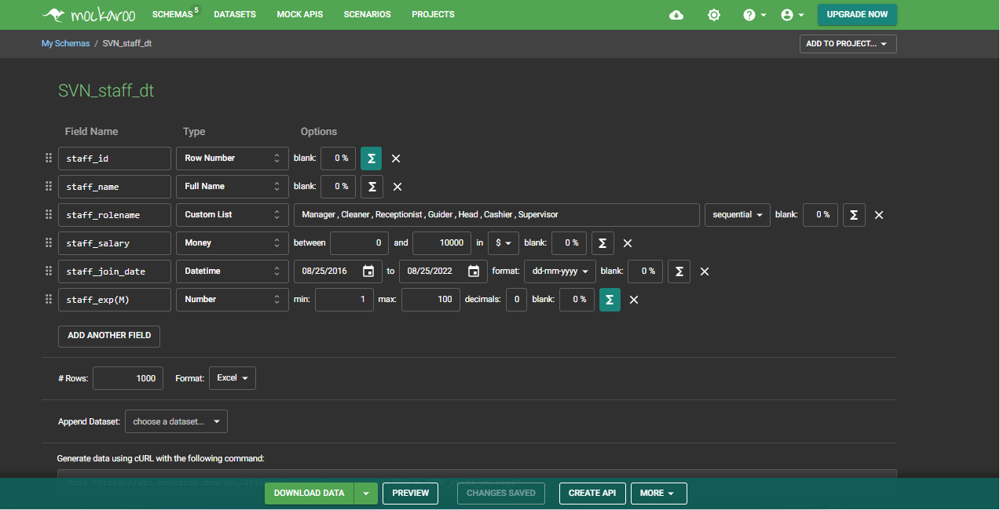 mockaroo SCHEMAS 5 DATASETS MOCK APIS SCENARIOS PROJECTS UPGRADE NOW
My Schemas / SVN_staff_dt ADD TO PROJECT...
SVN_staff_dt
Field Name Type Options
staff_id Row Number blank: 0 % Σ
staff_name Full Name blank: 0 % Σ
staff_rolename Custom List Manager , Cleaner , Receptionist , Guider , Head , Cashier , Supervisor sequential blank: 0 % Σ
staff_salary Money between 0 and 10000 in $ blank: 0 % Σ
staff_join_date Datetime 08/25/2016 to 08/25/2022 format: dd-mm-yyyy blank: 0 % Σ
staff_exp(M) Number min: 1 max: 100 decimals: 0 blank: 0 % Σ
ADD ANOTHER FIELD
# Rows: 1000 Format: Excel
Append Dataset: choose a dataset...
Generate data using cURL with the following command:
DOWNLOAD DATA PREVIEW CHANGES SAVED CREATE API MORE